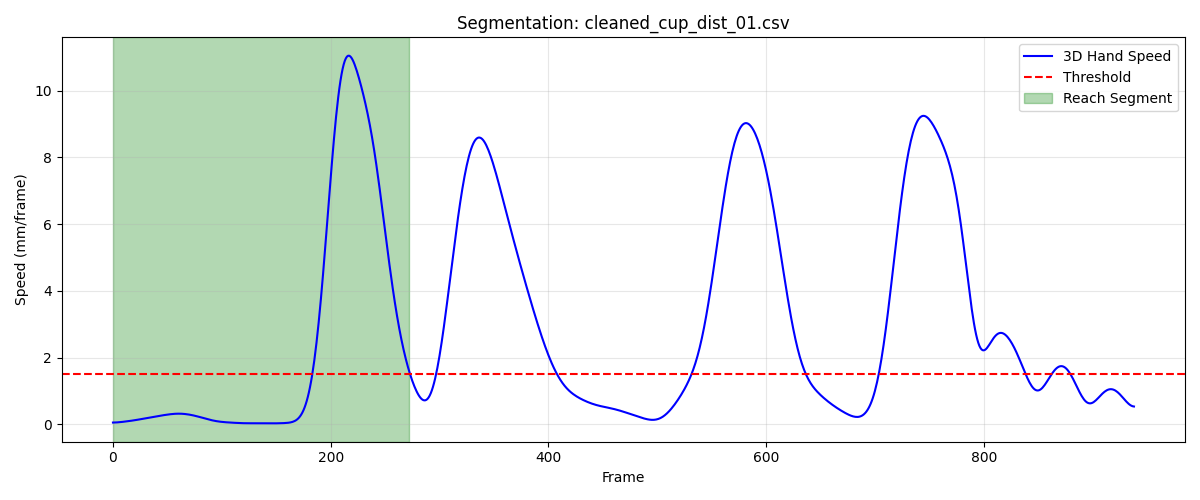 Segmentation: cleaned_cup_dist_01.csv
3D Hand Speed
Threshold
Reach Segment
Speed (mm/frame)
10
8
6
4
2
0
0 200 400 600 800
Frame